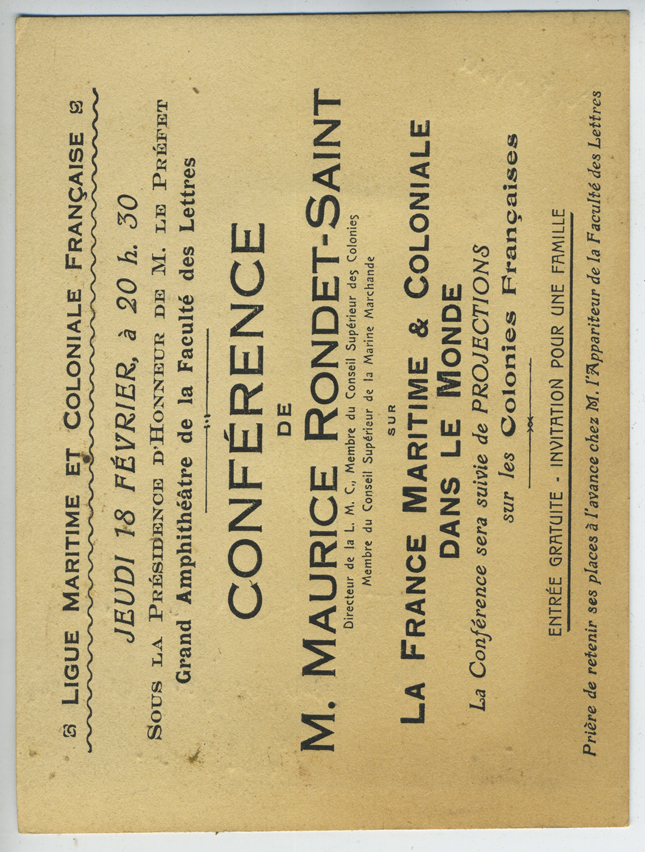 LIGUE MARITIME ET COLONIALE FRANÇAISE
JEUDI 18 FÉVRIER, à 20 h. 30
SOUS LA PRÉSIDENCE D'HONNEUR DE M. LE PRÉFET
Grand Amphithéâtre de la Faculté des Lettres
CONFÉRENCE
DE
M. MAURICE RONDET-SAINT
Directeur de la L. M. C., Membre du Conseil Supérieur des Colonies
Membre du Conseil Supérieur de la Marine Marchande
SUR
LA FRANCE MARITIME & COLONIALE
DANS LE MONDE
La Conférence sera suivie de PROJECTIONS
sur les Colonies Françaises
ENTRÉE GRATUITE - INVITATION POUR UNE FAMILLE
Prière de retenir ses places à l'avance chez M. l'Appariteur de la Faculté des Lettres